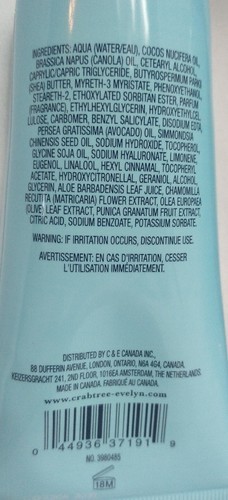 INGREDIENTS: AQUA (WATER/EAU), COCOS NUCIFERA OIL,
BRASSICA NAPUS (CANOLA) OIL, CETEARYL ALCOHOL,
CAPRYLIC/CAPRIC TRIGLYCERIDE, BUTYROSPERMUM PARKII
(SHEA) BUTTER, MYRETH-3 MYRISTATE, PHENOXYETHANOL,
STEARETH-2, ETHOXYLATED SORBITAN ESTER, PARFUM
(FRAGRANCE), ETHYLHEXYLGLYCERIN, HYDROXYETHYLCEL-
LULOSE, CARBOMER, BENZYL SALICYLATE, DISODIUM EDTA,
PERSEA GRATISSIMA (AVOCADO) OIL, SIMMONDSIA
CHINENSIS SEED OIL, SODIUM HYDROXIDE, TOCOPHEROL,
GLYCINE SOJA OIL, SODIUM HYALURONATE, LIMONENE,
EUGENOL, LINALOOL, HEXYL CINNAMAL, TOCOPHERYL
ACETATE, HYDROXYCITRONELLAL, GERANIOL, ALCOHOL,
GLYCERIN, ALOE BARBADENSIS LEAF JUICE, CHAMOMILLA
RECUTITA (MATRICARIA) FLOWER EXTRACT, OLEA EUROPAEA
(OLIVE) LEAF EXTRACT, PUNICA GRANATUM FRUIT EXTRACT,
CITRIC ACID, SODIUM BENZOATE, POTASSIUM SORBATE.
WARNING: IF IRRITATION OCCURS, DISCONTINUE USE.
AVERTISSEMENT: EN CAS D'IRRITATION, CESSER
L'UTILISATION IMMÉDIATEMENT.
DISTRIBUTED BY C & E CANADA INC.,
88 DUFFERIN AVENUE, LONDON, ONTARIO, N6A 4G4, CANADA,
KEIZERSGRACHT 241, 2ND FLOOR, 1016EA AMSTERDAM, THE NETHERLANDS
MADE IN CANADA. FABRIQUÉ AU CANADA.
www.crabtree-evelyn.com
0 44936 37191 9
NO. 3980485
18M